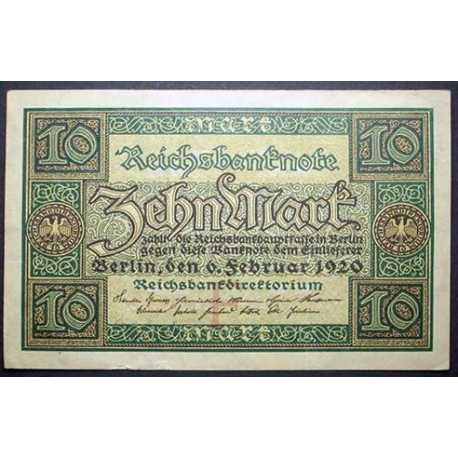 10 10
Reichsbanknote
Zehn Mark
zahlt die Reichsbankhauptkasse in Berlin
gegen diese Banknote dem Einlieferer
Berlin, den 6. Februar 1920
Reichsbankdirektorium
10 10